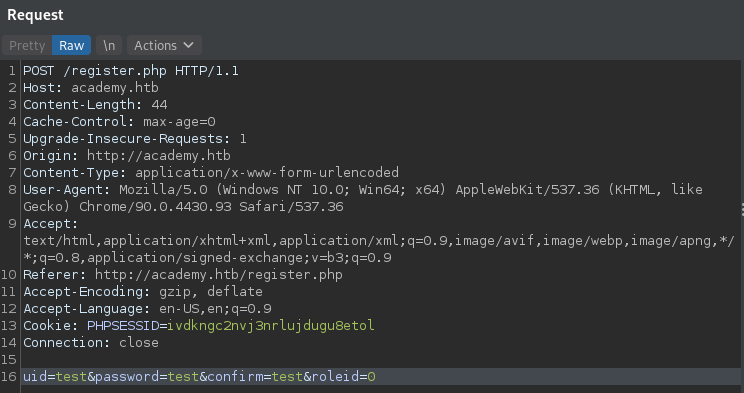 Request
Pretty Raw \n Actions
1 POST /register.php HTTP/1.1
2 Host: academy.htb
3 Content-Length: 44
4 Cache-Control: max-age=0
5 Upgrade-Insecure-Requests: 1
6 Origin: http://academy.htb
7 Content-Type: application/x-www-form-urlencoded
8 User-Agent: Mozilla/5.0 (Windows NT 10.0; Win64; x64) AppleWebKit/537.36 (KHTML, like
Gecko) Chrome/90.0.4430.93 Safari/537.36
9 Accept:
text/html,application/xhtml+xml,application/xml;q=0.9,image/avif,image/webp,image/apng,*/
*;q=0.8,application/signed-exchange;v=b3;q=0.9
10 Referer: http://academy.htb/register.php
11 Accept-Encoding: gzip, deflate
12 Accept-Language: en-US,en;q=0.9
13 Cookie: PHPSESSID=ivdkngc2nvj3nrlujdugu8etol
14 Connection: close
15
16 uid=test&password=test&confirm=test&roleid=0